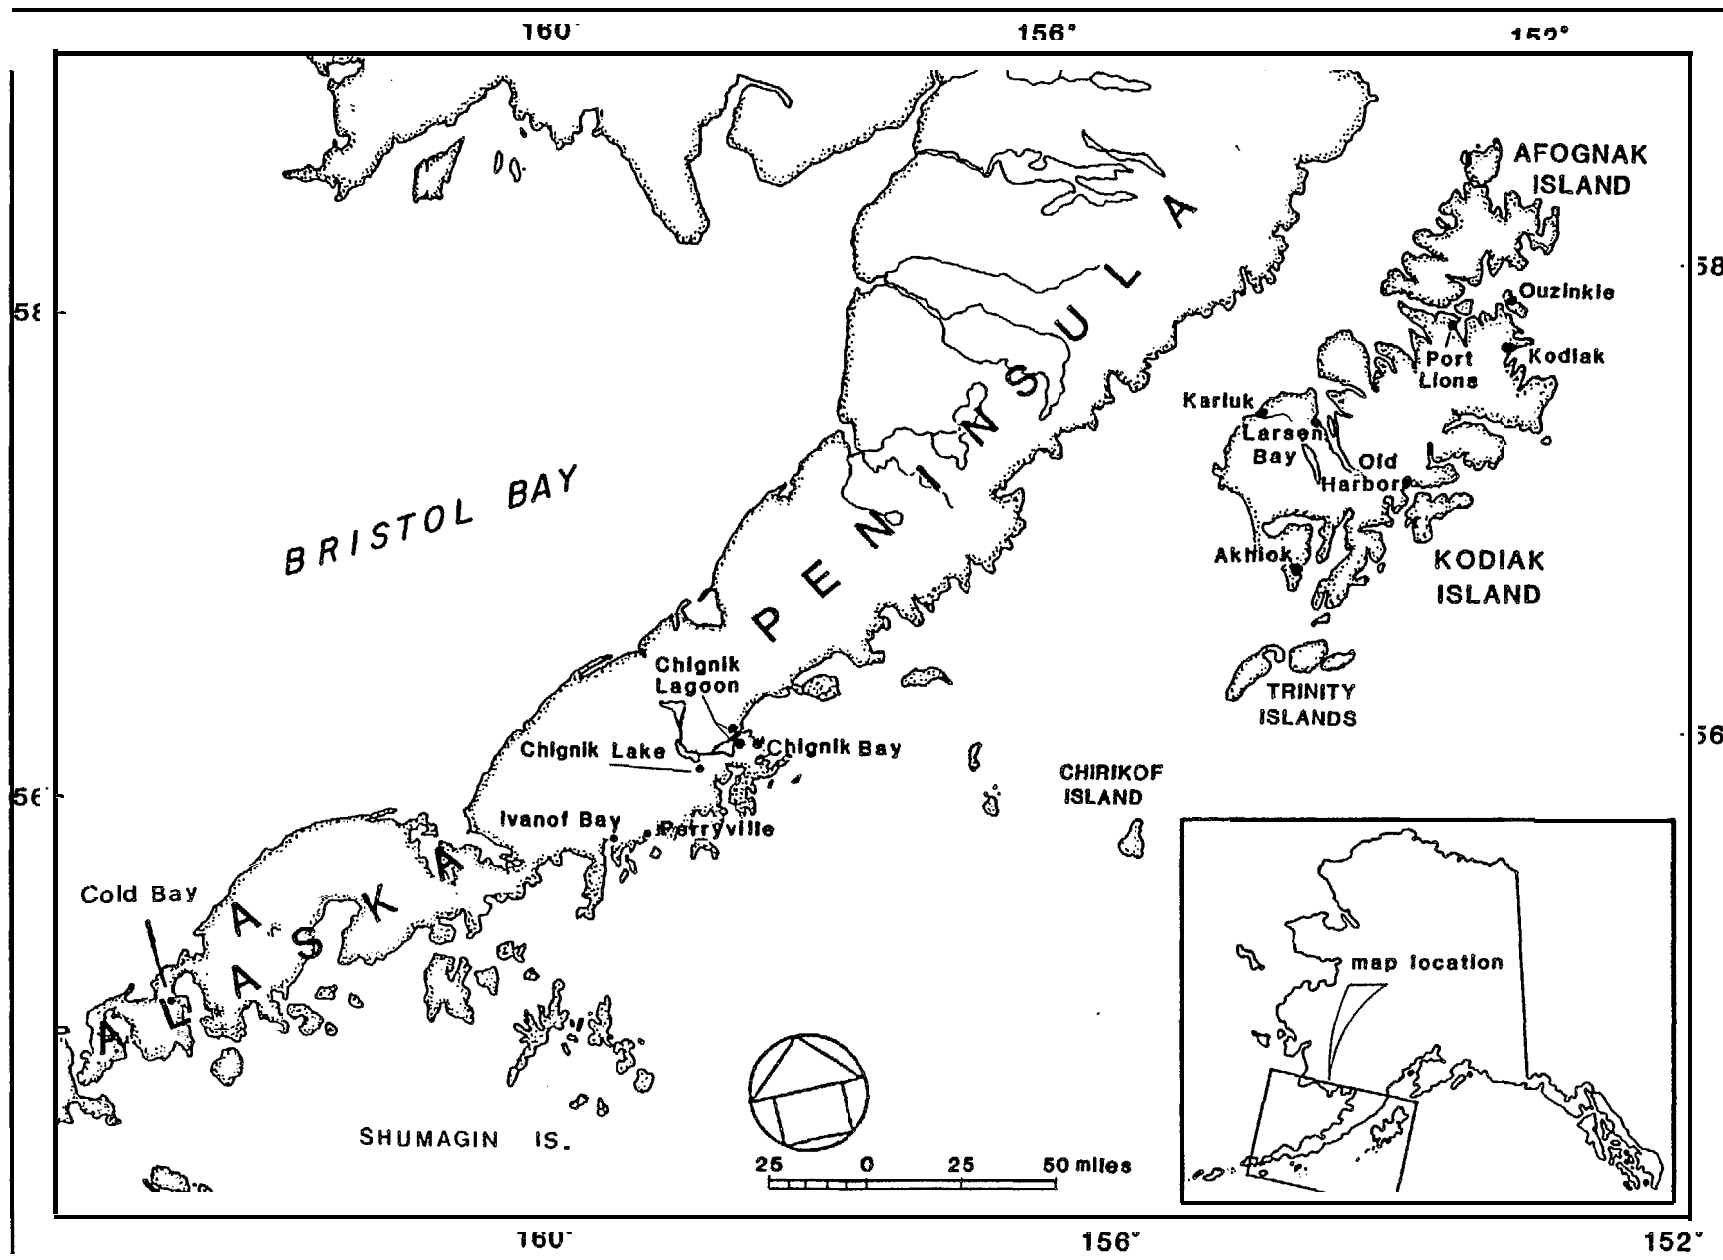 160°
156°
152°
AFOGNAK
ISLAND
58
58
Ouzinkie
Port
Lions
Kodiak
Karluk
Larsen
Bay
Old
Harbor
BRISTOL BAY
Akhiok
KODIAK
ISLAND
ALASKA PENINSULA
Chignik
Lagoon
TRINITY
ISLANDS
Chignik Lake
Chignik Bay
56
CHIRIKOF
ISLAND
56
Ivanof Bay
Perryville
Cold Bay
map location
SHUMAGIN IS.
25 0 25 50 miles
160°
156°
152°